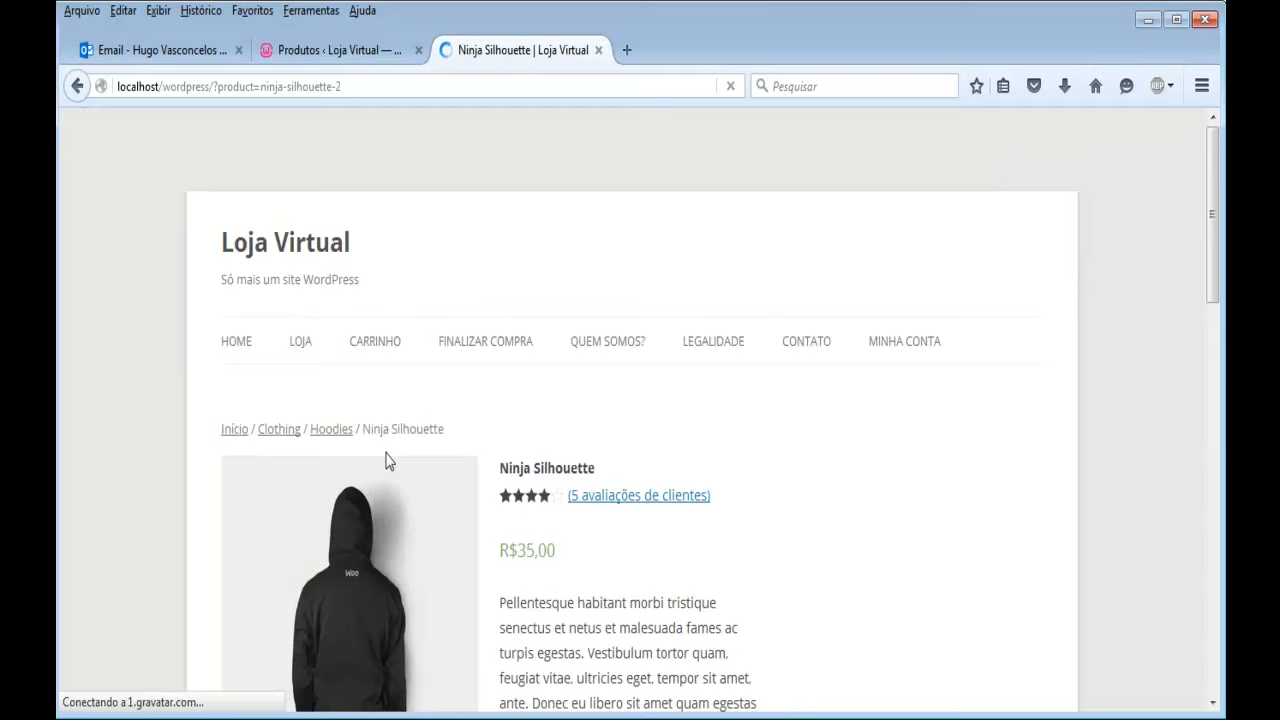 Arquivo Editar Exibir Histórico Favoritos Ferramentas Ajuda
Email - Hugo Vasconcelos ...
Produtos ‹ Loja Virtual — ...
Ninja Silhouette | Loja Virtual
localhost/wordpress/?product=ninja-silhouette-2
Pesquisar
ABP
Loja Virtual
Só mais um site WordPress
HOME LOJA CARRINHO FINALIZAR COMPRA QUEM SOMOS? LEGALIDADE CONTATO MINHA CONTA
Início / Clothing / Hoodies / Ninja Silhouette
Woo
Ninja Silhouette
(5 avaliações de clientes)
R$35,00
Pellentesque habitant morbi tristique
senectus et netus et malesuada fames ac
turpis egestas. Vestibulum tortor quam,
feugiat vitae, ultricies eget, tempor sit amet,
ante. Donec eu libero sit amet quam egestas
Conectando a 1.gravatar.com...